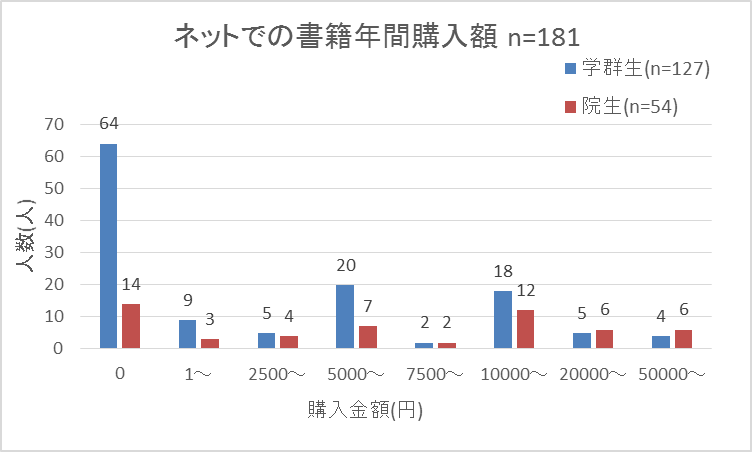 ネットでの書籍年間購入額 n=181
学群生(n=127)
院生(n=54)
人数(人)
70
60
50
40
30
20
10
0
64 14 9 3 5 4 20 7 2 2 18 12 5 6 4 6
0 1～ 2500～ 5000～ 7500～ 10000～ 20000～ 50000～
購入金額(円)